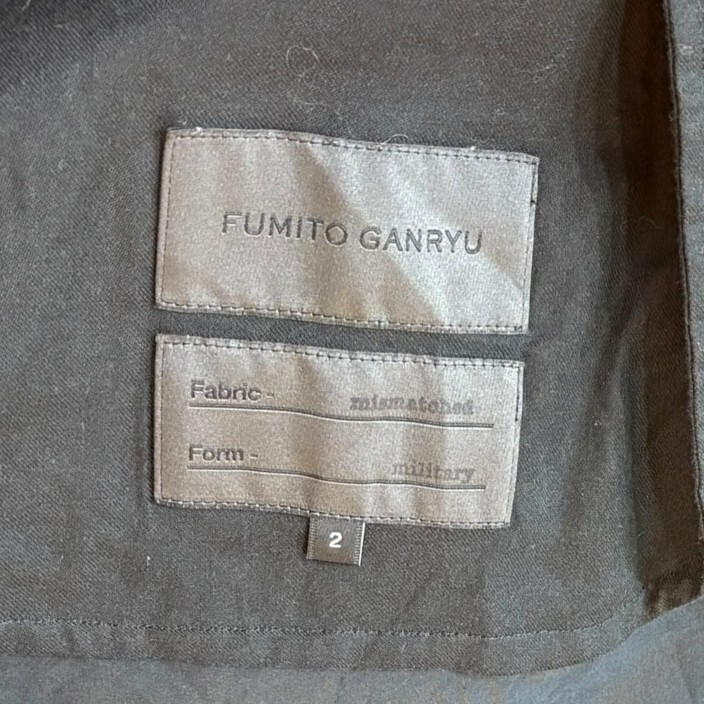 FUMITO GANRYU
Fabric - mismatched
Form - military
2